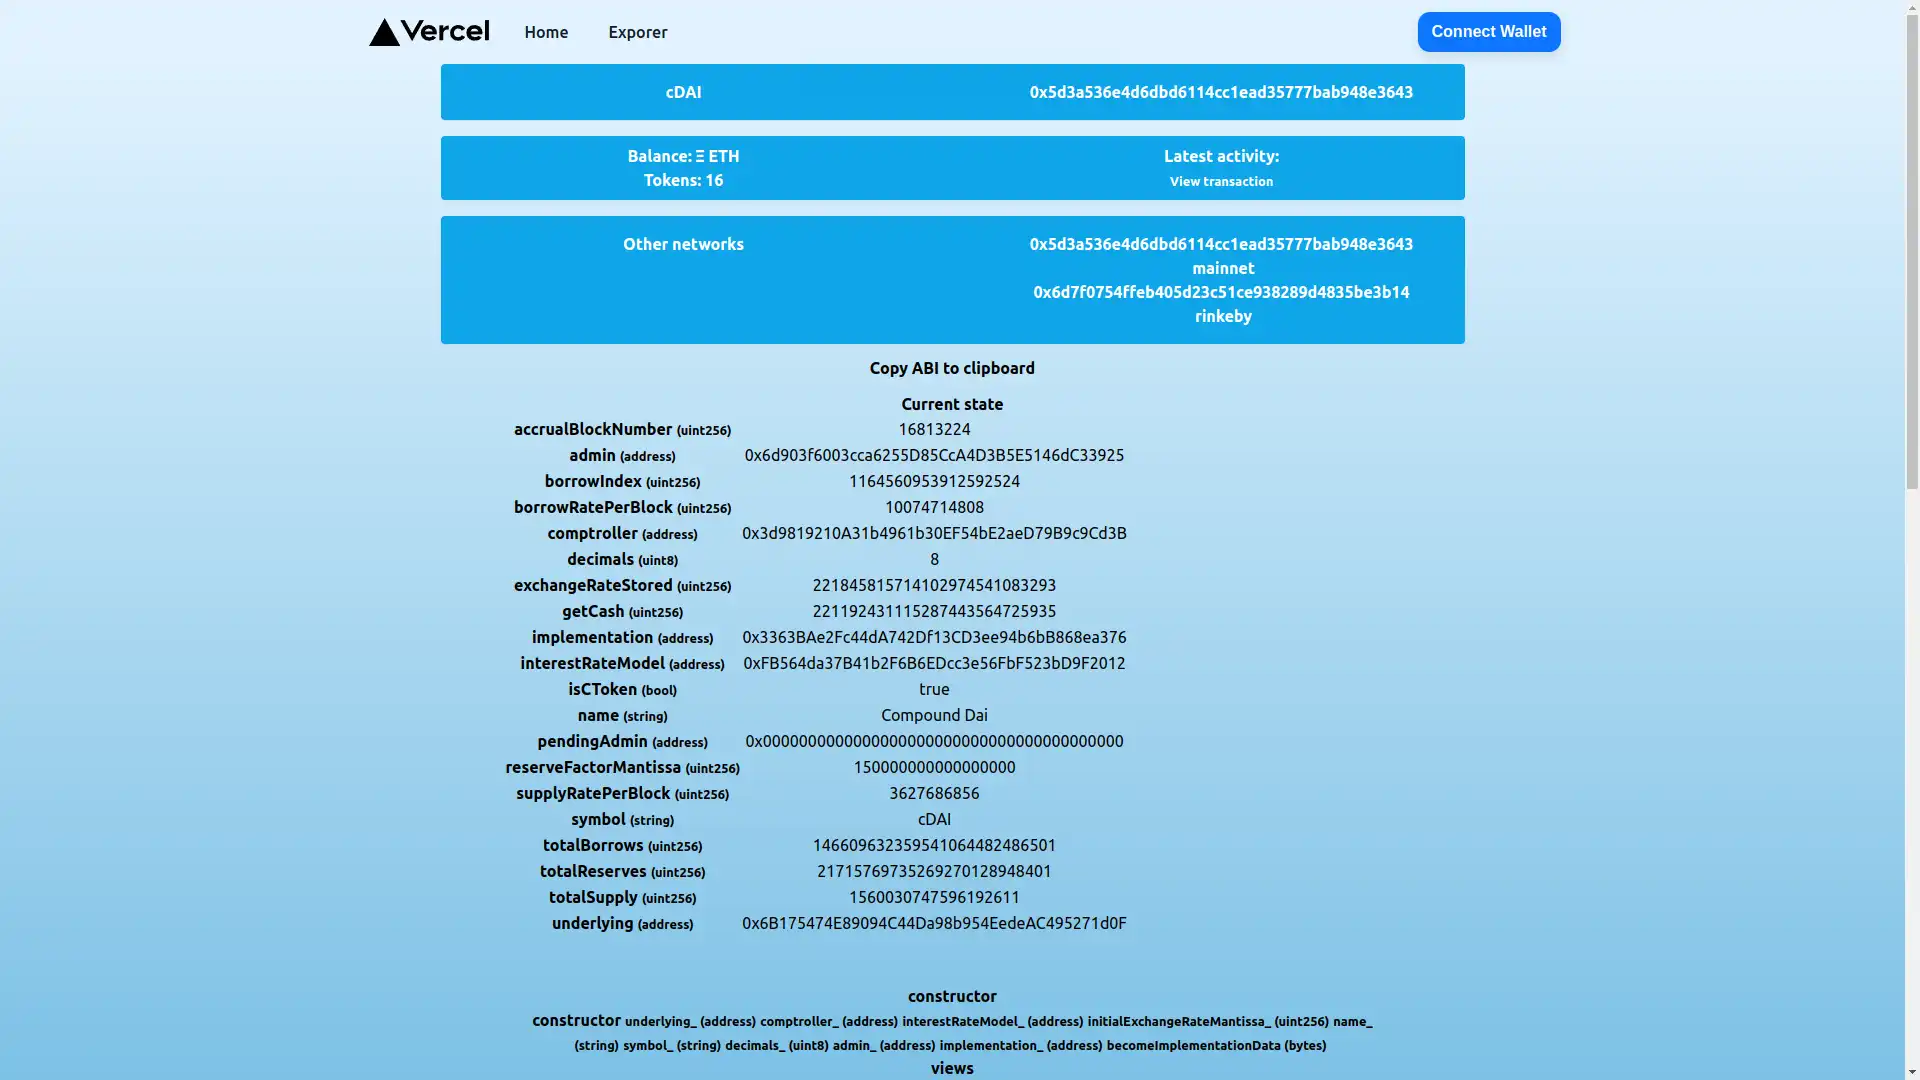 Vercel Home Exporer Connect Wallet
cDAI 0x5d3a536e4d6dbd6114cc1ead35777bab948e3643
Balance: Ξ ETH
Tokens: 16
Latest activity:
View transaction
Other networks
0x5d3a536e4d6dbd6114cc1ead35777bab948e3643
mainnet
0x6d7f0754ffeb405d23c51ce938289d4835be3b14
rinkeby
Copy ABI to clipboard
Current state
accrualBlockNumber (uint256) 16813224
admin (address) 0x6d903f6003cca6255D85CcA4D3B5E5146dC33925
borrowIndex (uint256) 1164560953912592524
borrowRatePerBlock (uint256) 10074714808
comptroller (address) 0x3d9819210A31b4961b30EF54bE2aeD79B9c9Cd3B
decimals (uint8) 8
exchangeRateStored (uint256) 221845815714102974541083293
getCash (uint256) 221192431115287443564725935
implementation (address) 0x3363BAe2Fc44dA742Df13CD3ee94b6bB868ea376
interestRateModel (address) 0xFB564da37B41b2F6B6EDcc3e56FbF523bD9F2012
isCToken (bool) true
name (string) Compound Dai
pendingAdmin (address) 0x0000000000000000000000000000000000000000
reserveFactorMantissa (uint256) 150000000000000000
supplyRatePerBlock (uint256) 3627686856
symbol (string) cDAI
totalBorrows (uint256) 146609632359541064482486501
totalReserves (uint256) 21715769735269270128948401
totalSupply (uint256) 1560030747596192611
underlying (address) 0x6B175474E89094C44Da98b954EedeAC495271d0F
constructor
constructor underlying_ (address) comptroller_ (address) interestRateModel_ (address) initialExchangeRateMantissa_ (uint256) name_
(string) symbol_ (string) decimals_ (uint8) admin_ (address) implementation_ (address) becomeImplementationData (bytes)
views